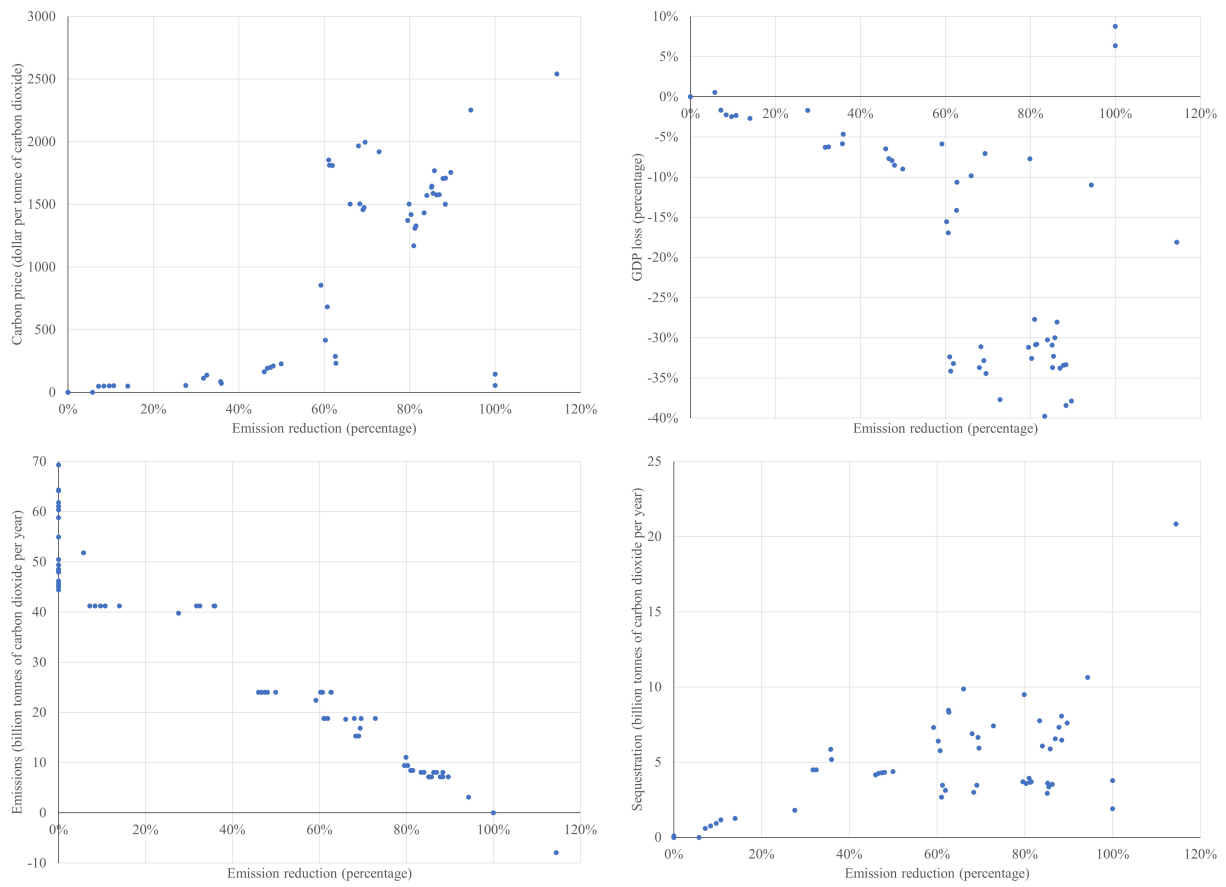 Carbon price (dollar per tonne of carbon dioxide)
3000
2500
2000
1500
1000
500
0
0% 20% 40% 60% 80% 100% 120%
Emission reduction (percentage)
GDP loss (percentage)
10%
5%
0%
-5%
-10%
-15%
-20%
-25%
-30%
-35%
-40%
0% 20% 40% 60% 80% 100% 120%
Emission reduction (percentage)
Emissions (billion tonnes of carbon dioxide per year)
70
60
50
40
30
20
10
0
-10
0% 20% 40% 60% 80% 100% 120%
Emission reduction (percentage)
Sequestration (billion tonnes of carbon dioxide per year)
25
20
15
10
5
0
0% 20% 40% 60% 80% 100% 120%
Emission reduction (percentage)